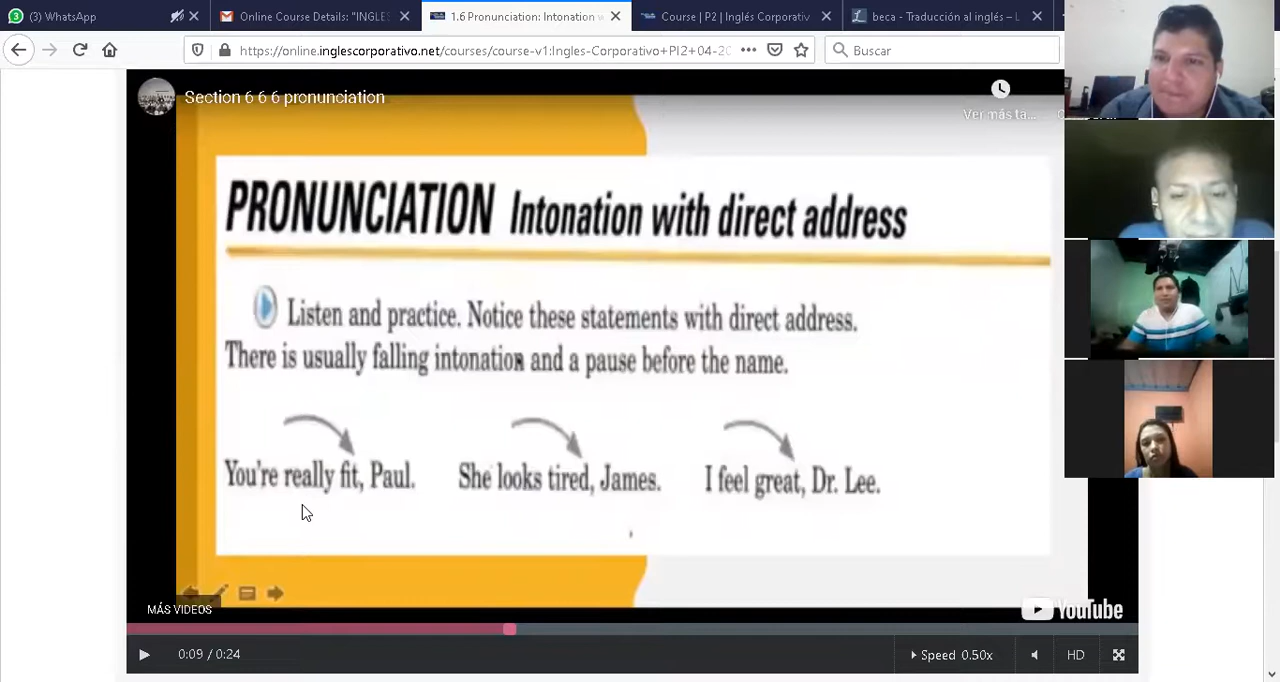 (3) WhatsApp
Online Course Details: "INGLES
1.6 Pronunciation: Intonation w
Course | P2 | Inglés Corporativ
beca - Traducción al inglés – L
https://online.inglescorporativo.net/courses/course-v1:Ingles-Corporativo+PI2+04-20
Buscar
Section 6 6 6 pronunciation
Ver más ta...
PRONUNCIATION Intonation with direct address
Listen and practice. Notice these statements with direct address.
There is usually falling intonation and a pause before the name.
You're really fit, Paul. She looks tired, James. I feel great, Dr. Lee.
MÁS VIDEOS
YouTube
0:09 / 0:24
Speed 0.50x
HD